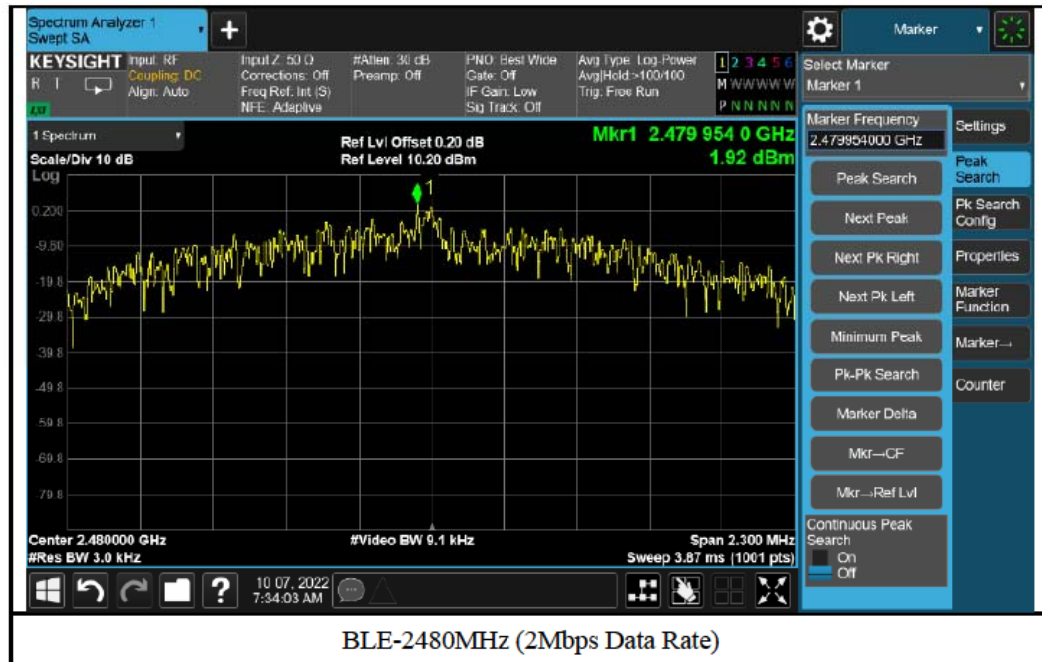 Spectrum Analyzer 1
Swept SA
+
Marker
KEYSIGHT
R T
Input: RF
Coupling: DC
Align: Auto
Input Z: 50 Ω
Corrections: Off
Freq Ref: Int (S)
NFE: Adaptive
#Atten: 30 dB
Preamp: Off
PNO: Best Wide
Gate: Off
IF Gain: Low
Sig Track: Off
Avg Type: Log-Power
Avg|Hold:>100/100
Trig: Free Run
1 2 3 4 5 6
M W W W W W
P N N N N N
Select Marker
Marker 1
1 Spectrum
Scale/Div 10 dB
Log
Ref Lvl Offset 0.20 dB
Ref Level 10.20 dBm
Mkr1 2.479 954 0 GHz
1.92 dBm
1
0.200
-9.80
-19.8
-29.8
-39.8
-49.8
-59.8
-69.8
-79.8
Center 2.480000 GHz
#Res BW 3.0 kHz
#Video BW 9.1 kHz
Span 2.300 MHz
Sweep 3.87 ms (1001 pts)
Marker Frequency
2.479954000 GHz
Peak Search
Next Peak
Next Pk Right
Next Pk Left
Minimum Peak
Pk-Pk Search
Marker Delta
Mkr→CF
Mkr→Ref Lvl
Continuous Peak
Search
On
Off
Settings
Peak
Search
Pk Search
Config
Properties
Marker
Function
Marker→
Counter
?
10 07, 2022
7:34:03 AM
BLE-2480MHz (2Mbps Data Rate)